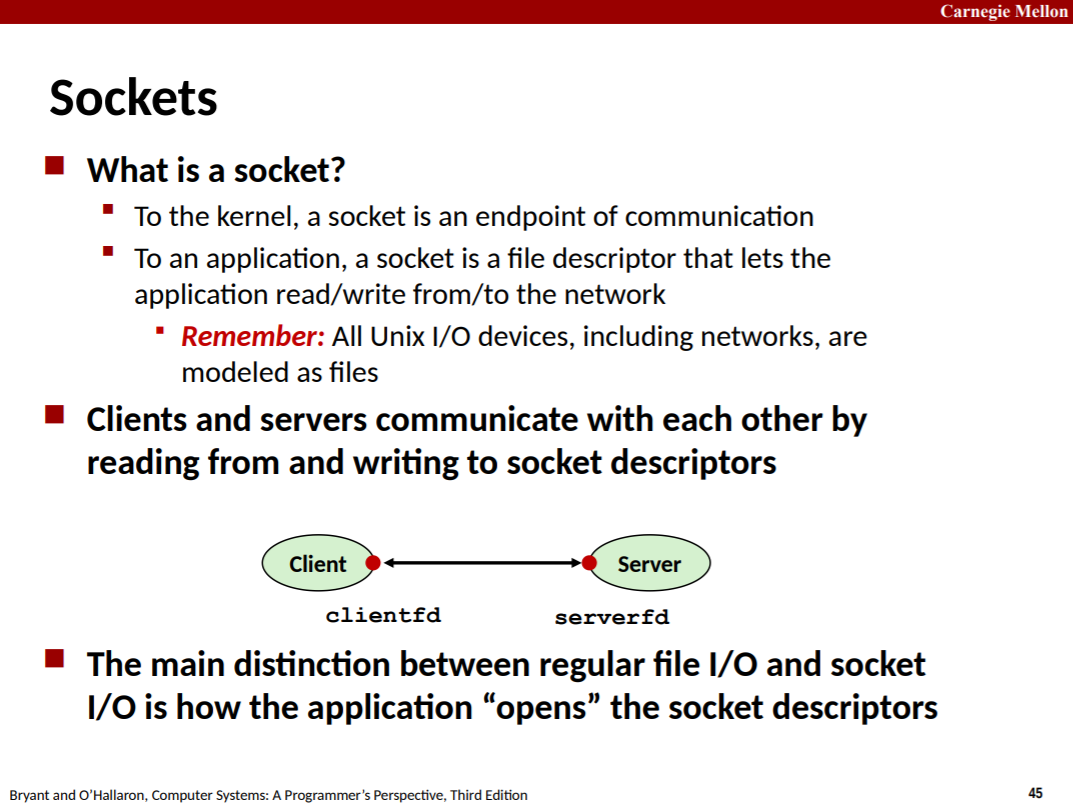 Carnegie Mellon
Sockets
What is a socket?
To the kernel, a socket is an endpoint of communication
To an application, a socket is a file descriptor that lets the
application read/write from/to the network
Remember: All Unix I/O devices, including networks, are
modeled as files
Clients and servers communicate with each other by
reading from and writing to socket descriptors
Client
Server
clientfd
serverfd
The main distinction between regular file I/O and socket
I/O is how the application “opens” the socket descriptors
Bryant and O’Hallaron, Computer Systems: A Programmer’s Perspective, Third Edition
45